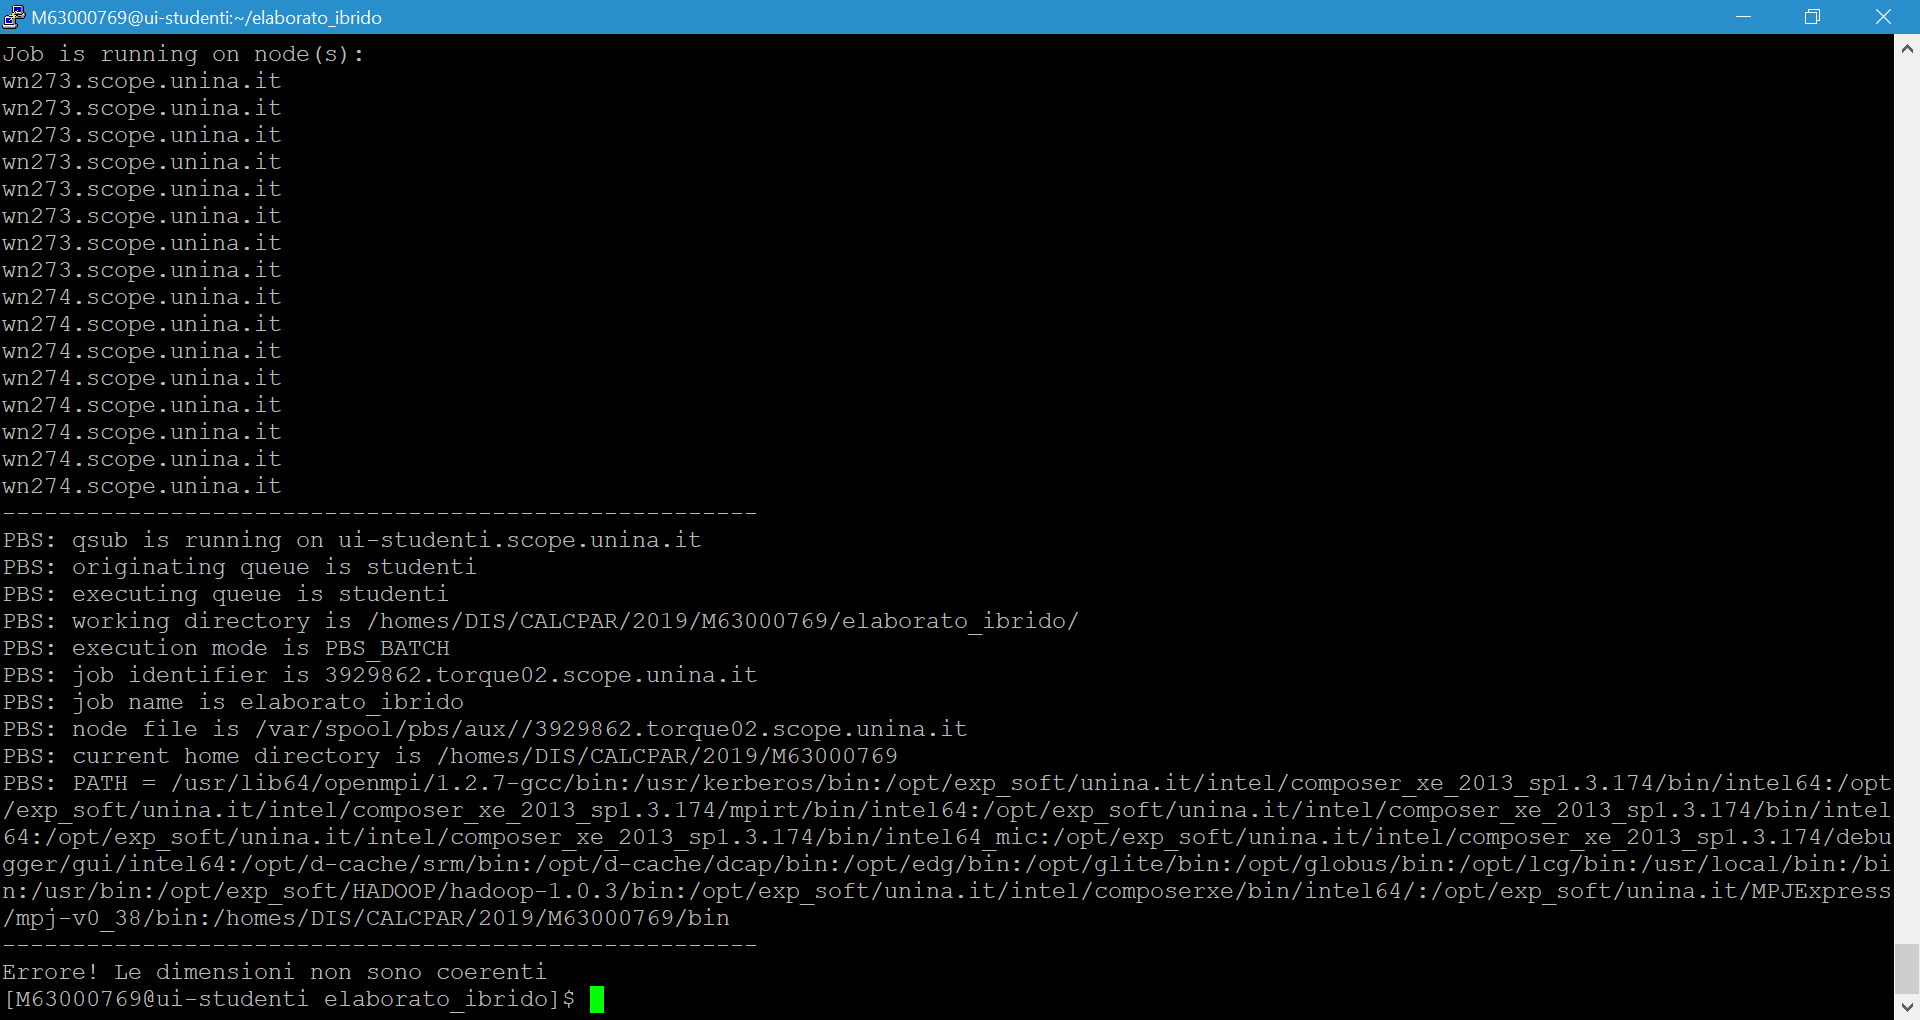 M63000769@ui-studenti:~/elaborato_ibrido
Job is running on node(s):
wn273.scope.unina.it
wn273.scope.unina.it
wn273.scope.unina.it
wn273.scope.unina.it
wn273.scope.unina.it
wn273.scope.unina.it
wn273.scope.unina.it
wn273.scope.unina.it
wn274.scope.unina.it
wn274.scope.unina.it
wn274.scope.unina.it
wn274.scope.unina.it
wn274.scope.unina.it
wn274.scope.unina.it
wn274.scope.unina.it
wn274.scope.unina.it
------------------------------------------------------
PBS: qsub is running on ui-studenti.scope.unina.it
PBS: originating queue is studenti
PBS: executing queue is studenti
PBS: working directory is /homes/DIS/CALCPAR/2019/M63000769/elaborato_ibrido/
PBS: execution mode is PBS_BATCH
PBS: job identifier is 3929862.torque02.scope.unina.it
PBS: job name is elaborato_ibrido
PBS: node file is /var/spool/pbs/aux//3929862.torque02.scope.unina.it
PBS: current home directory is /homes/DIS/CALCPAR/2019/M63000769
PBS: PATH = /usr/lib64/openmpi/1.2.7-gcc/bin:/usr/kerberos/bin:/opt/exp_soft/unina.it/intel/composer_xe_2013_sp1.3.174/bin/intel64:/opt
/exp_soft/unina.it/intel/composer_xe_2013_sp1.3.174/mpirt/bin/intel64:/opt/exp_soft/unina.it/intel/composer_xe_2013_sp1.3.174/bin/intel
64:/opt/exp_soft/unina.it/intel/composer_xe_2013_sp1.3.174/bin/intel64_mic:/opt/exp_soft/unina.it/intel/composer_xe_2013_sp1.3.174/debu
gger/gui/intel64:/opt/d-cache/srm/bin:/opt/d-cache/dcap/bin:/opt/edg/bin:/opt/glite/bin:/opt/globus/bin:/opt/lcg/bin:/usr/local/bin:/bi
n:/usr/bin:/opt/exp_soft/HADOOP/hadoop-1.0.3/bin:/opt/exp_soft/unina.it/intel/composerxe/bin/intel64/:/opt/exp_soft/unina.it/MPJExpress
/mpj-v0_38/bin:/homes/DIS/CALCPAR/2019/M63000769/bin
------------------------------------------------------
Errore! Le dimensioni non sono coerenti
[M63000769@ui-studenti elaborato_ibrido]$